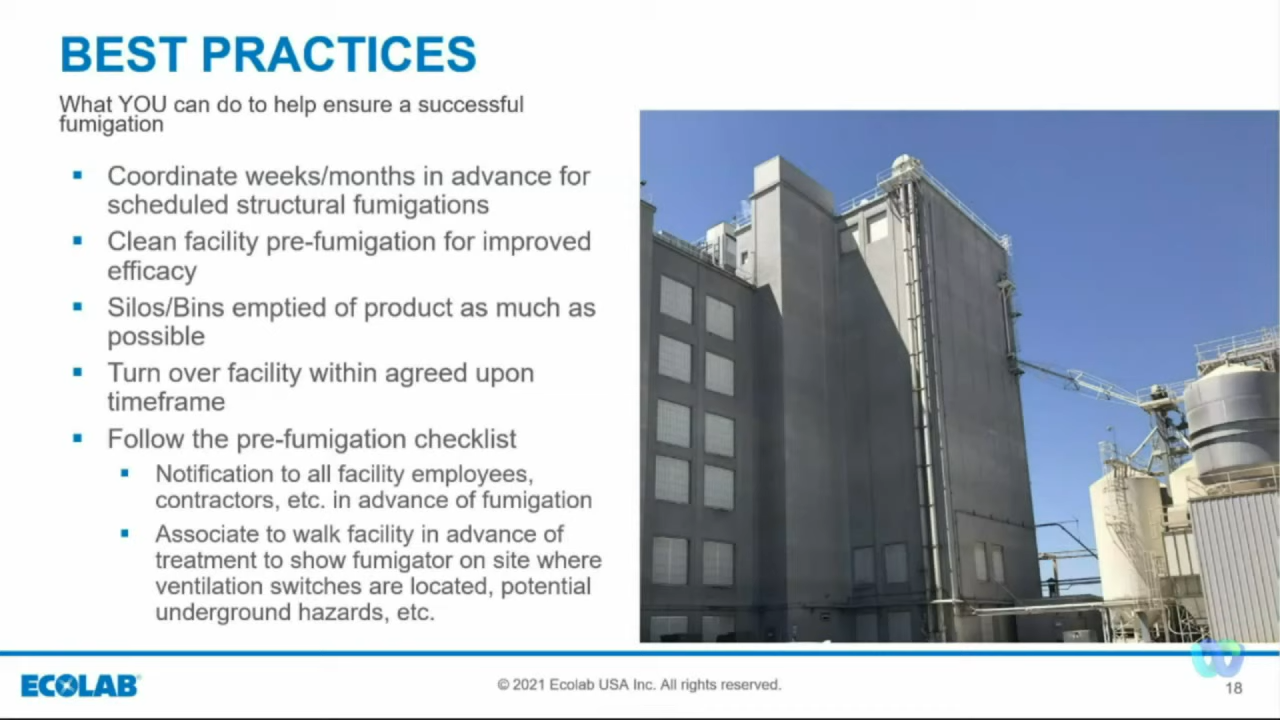 BEST PRACTICES
What YOU can do to help ensure a successful
fumigation
▪ Coordinate weeks/months in advance for
scheduled structural fumigations
▪ Clean facility pre-fumigation for improved
efficacy
▪ Silos/Bins emptied of product as much as
possible
▪ Turn over facility within agreed upon
timeframe
▪ Follow the pre-fumigation checklist
▪ Notification to all facility employees,
contractors, etc. in advance of fumigation
▪ Associate to walk facility in advance of
treatment to show fumigator on site where
ventilation switches are located, potential
underground hazards, etc.
ECOLAB
© 2021 Ecolab USA Inc. All rights reserved.
18